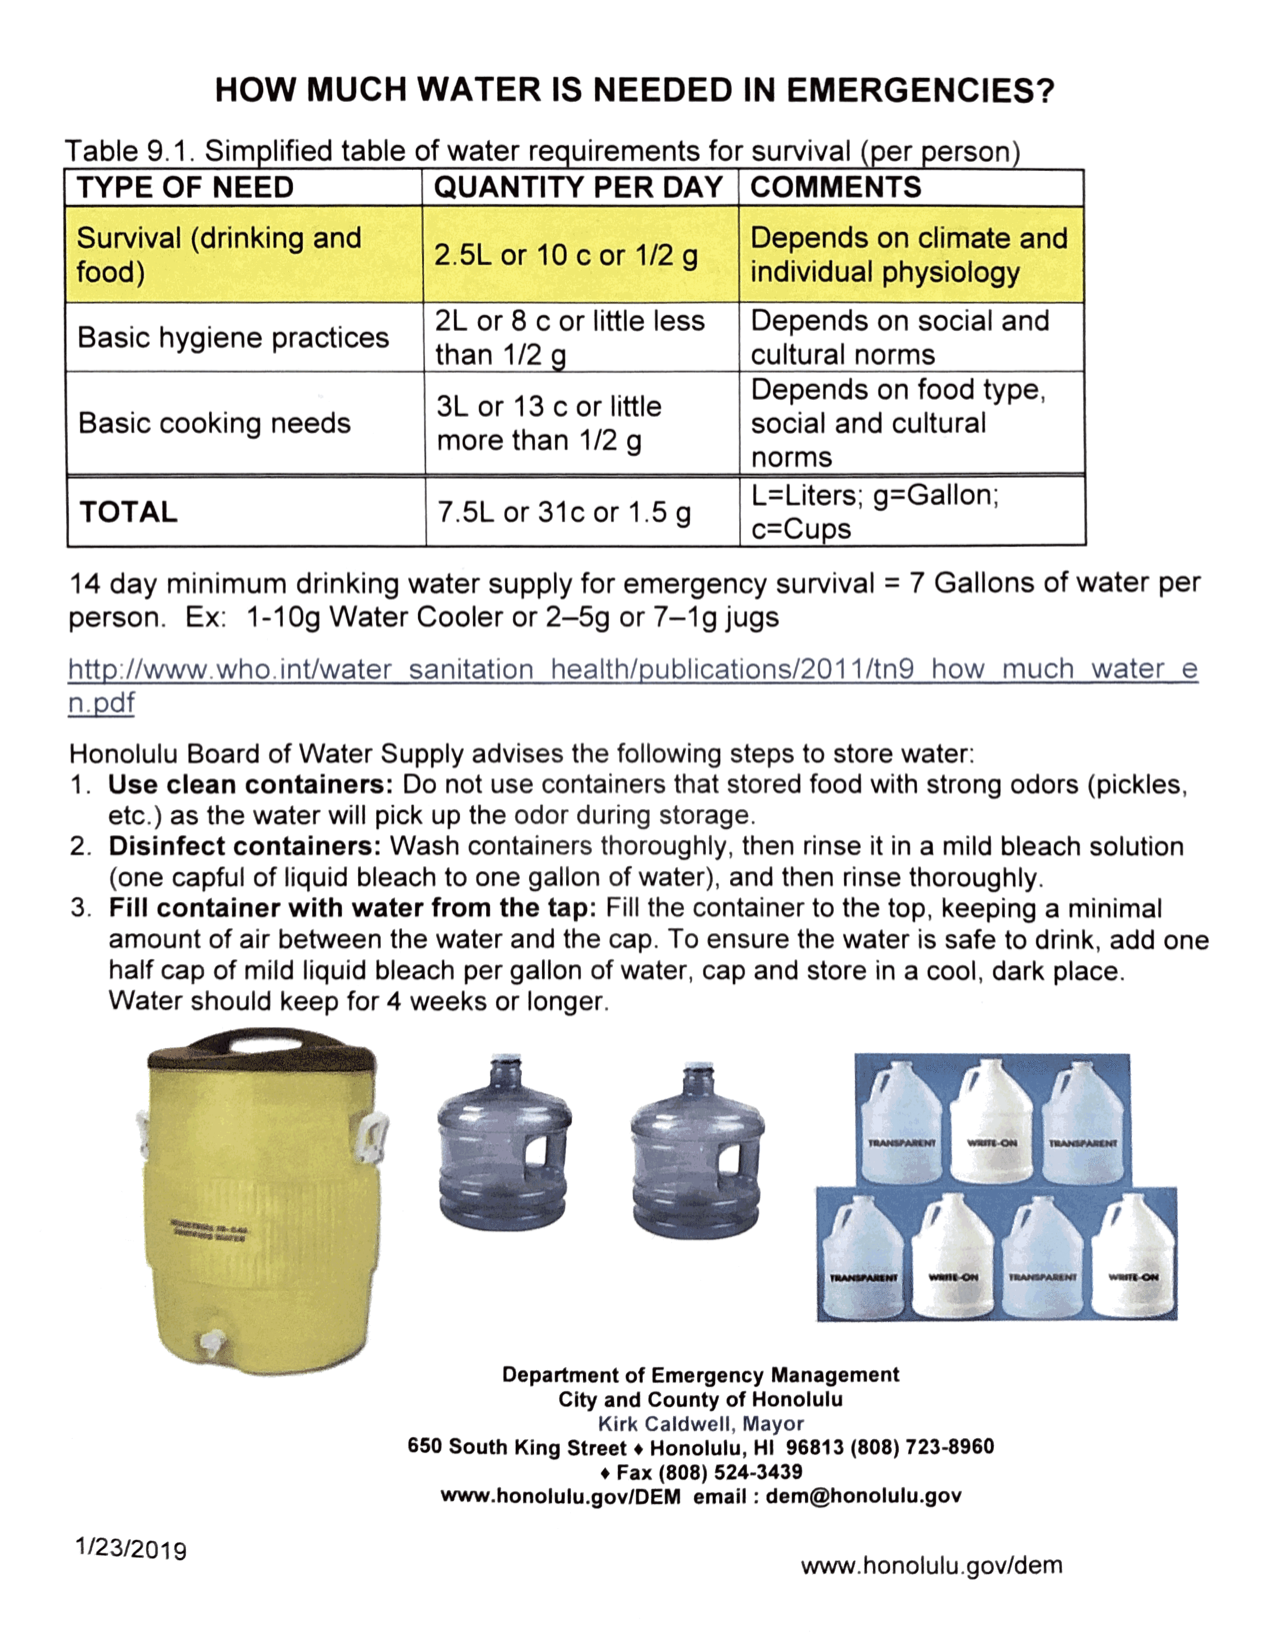 HOW MUCH WATER IS NEEDED IN EMERGENCIES?
Table 9.1. Simplified table of water requirements for survival (per person)
TYPE OF NEED QUANTITY PER DAY COMMENTS
Survival (drinking and food) 2.5L or 10 c or 1/2 g Depends on climate and individual physiology
Basic hygiene practices 2L or 8 c or little less than 1/2 g Depends on social and cultural norms
Basic cooking needs 3L or 13 c or little more than 1/2 g Depends on food type, social and cultural norms
TOTAL 7.5L or 31c or 1.5 g L=Liters; g=Gallon; c=Cups
14 day minimum drinking water supply for emergency survival = 7 Gallons of water per
person. Ex: 1-10g Water Cooler or 2–5g or 7–1g jugs
http://www.who.int/water_sanitation_health/publications/2011/tn9_how_much_water_e
n.pdf
Honolulu Board of Water Supply advises the following steps to store water:
1. Use clean containers: Do not use containers that stored food with strong odors (pickles,
etc.) as the water will pick up the odor during storage.
2. Disinfect containers: Wash containers thoroughly, then rinse it in a mild bleach solution
(one capful of liquid bleach to one gallon of water), and then rinse thoroughly.
3. Fill container with water from the tap: Fill the container to the top, keeping a minimal
amount of air between the water and the cap. To ensure the water is safe to drink, add one
half cap of mild liquid bleach per gallon of water, cap and store in a cool, dark place.
Water should keep for 4 weeks or longer.
TRANSPARENT WRITE-ON TRANSPARENT
TRANSPARENT WRITE-ON TRANSPARENT WRITE-ON
Department of Emergency Management
City and County of Honolulu
Kirk Caldwell, Mayor
650 South King Street ♦ Honolulu, HI 96813 (808) 723-8960
♦ Fax (808) 524-3439
www.honolulu.gov/DEM email : dem@honolulu.gov
1/23/2019
www.honolulu.gov/dem